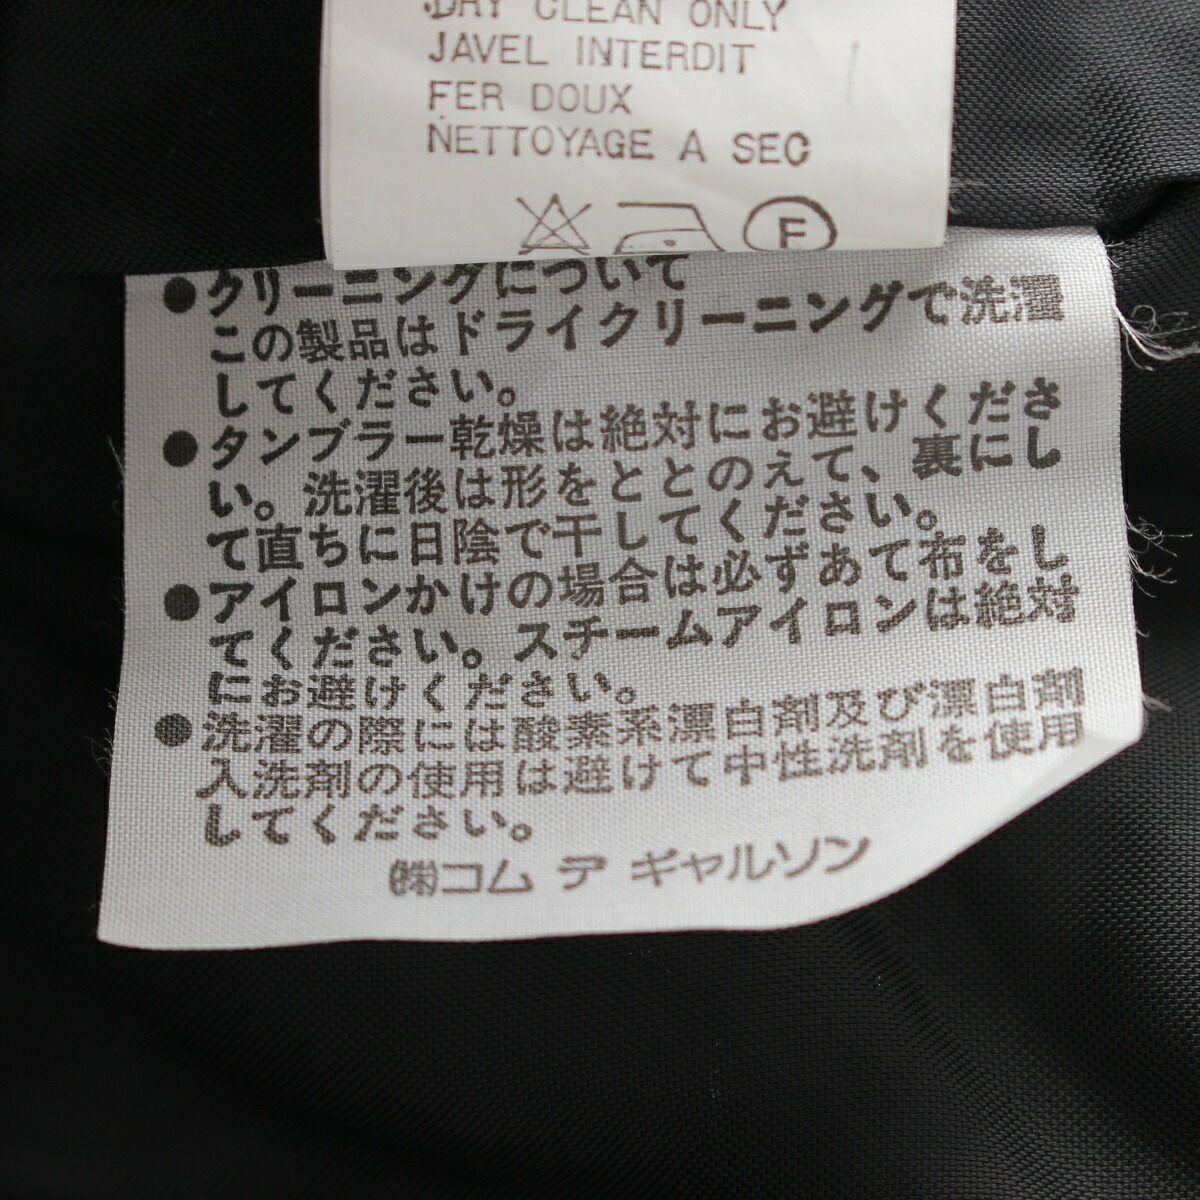 DRY CLEAN ONLY
JAVEL INTERDIT
FER DOUX
NETTOYAGE A SEC
F
●クリーニングについて
この製品はドライクリーニングで洗濯
してください。
●タンブラー乾燥は絶対にお避けくださ
い。洗濯後は形をととのえて、裏にし
て直ちに日陰で干してください。
●アイロンかけの場合は必ずあて布をし
てください。スチームアイロンは絶対
にお避けください。
●洗濯の際には酸素系漂白剤及び漂白剤
入洗剤の使用は避けて中性洗剤を使用
してください。
㈱コム デ ギャルソン